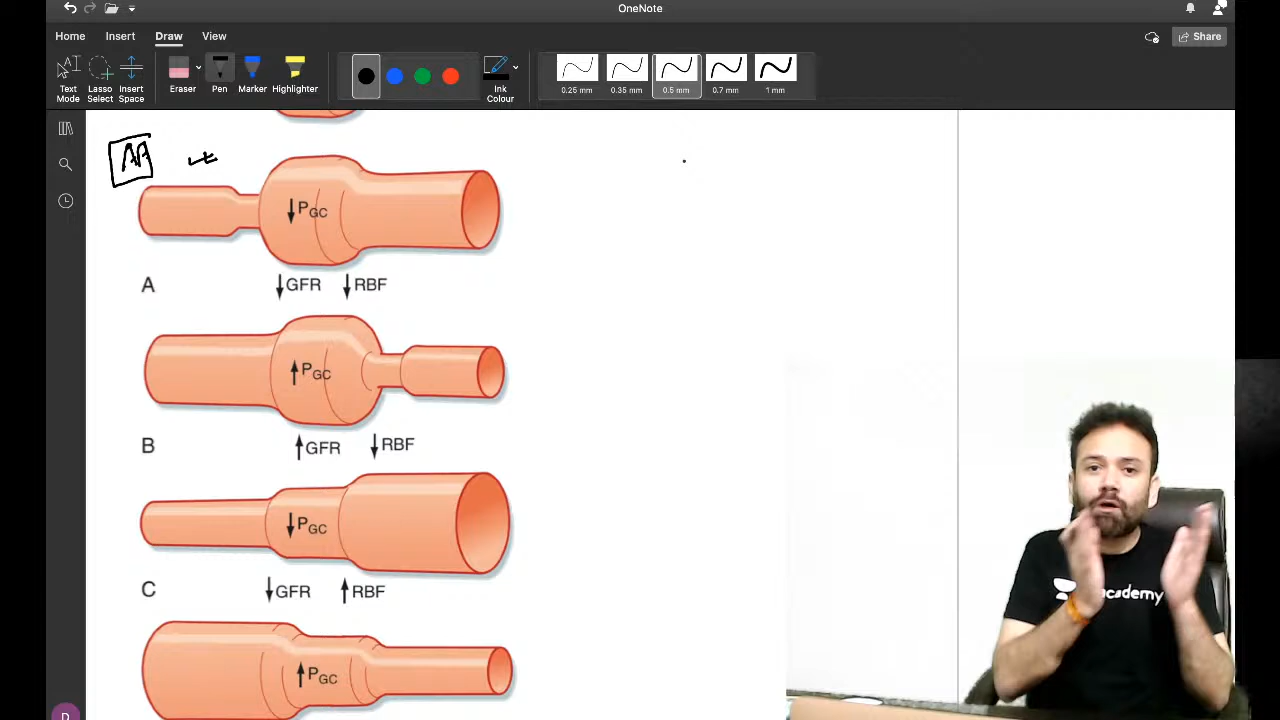 OneNote
Home Insert Draw View
Share
Text Mode
Lasso Select
Insert Space
Eraser
Pen
Marker
Highlighter
Ink Colour
0.25 mm
0.35 mm
0.5 mm
0.7 mm
1 mm
↓PGC
A
↓GFR ↓RBF
↑PGC
B
↑GFR ↓RBF
↓PGC
C
↓GFR ↑RBF
↑PGC
D